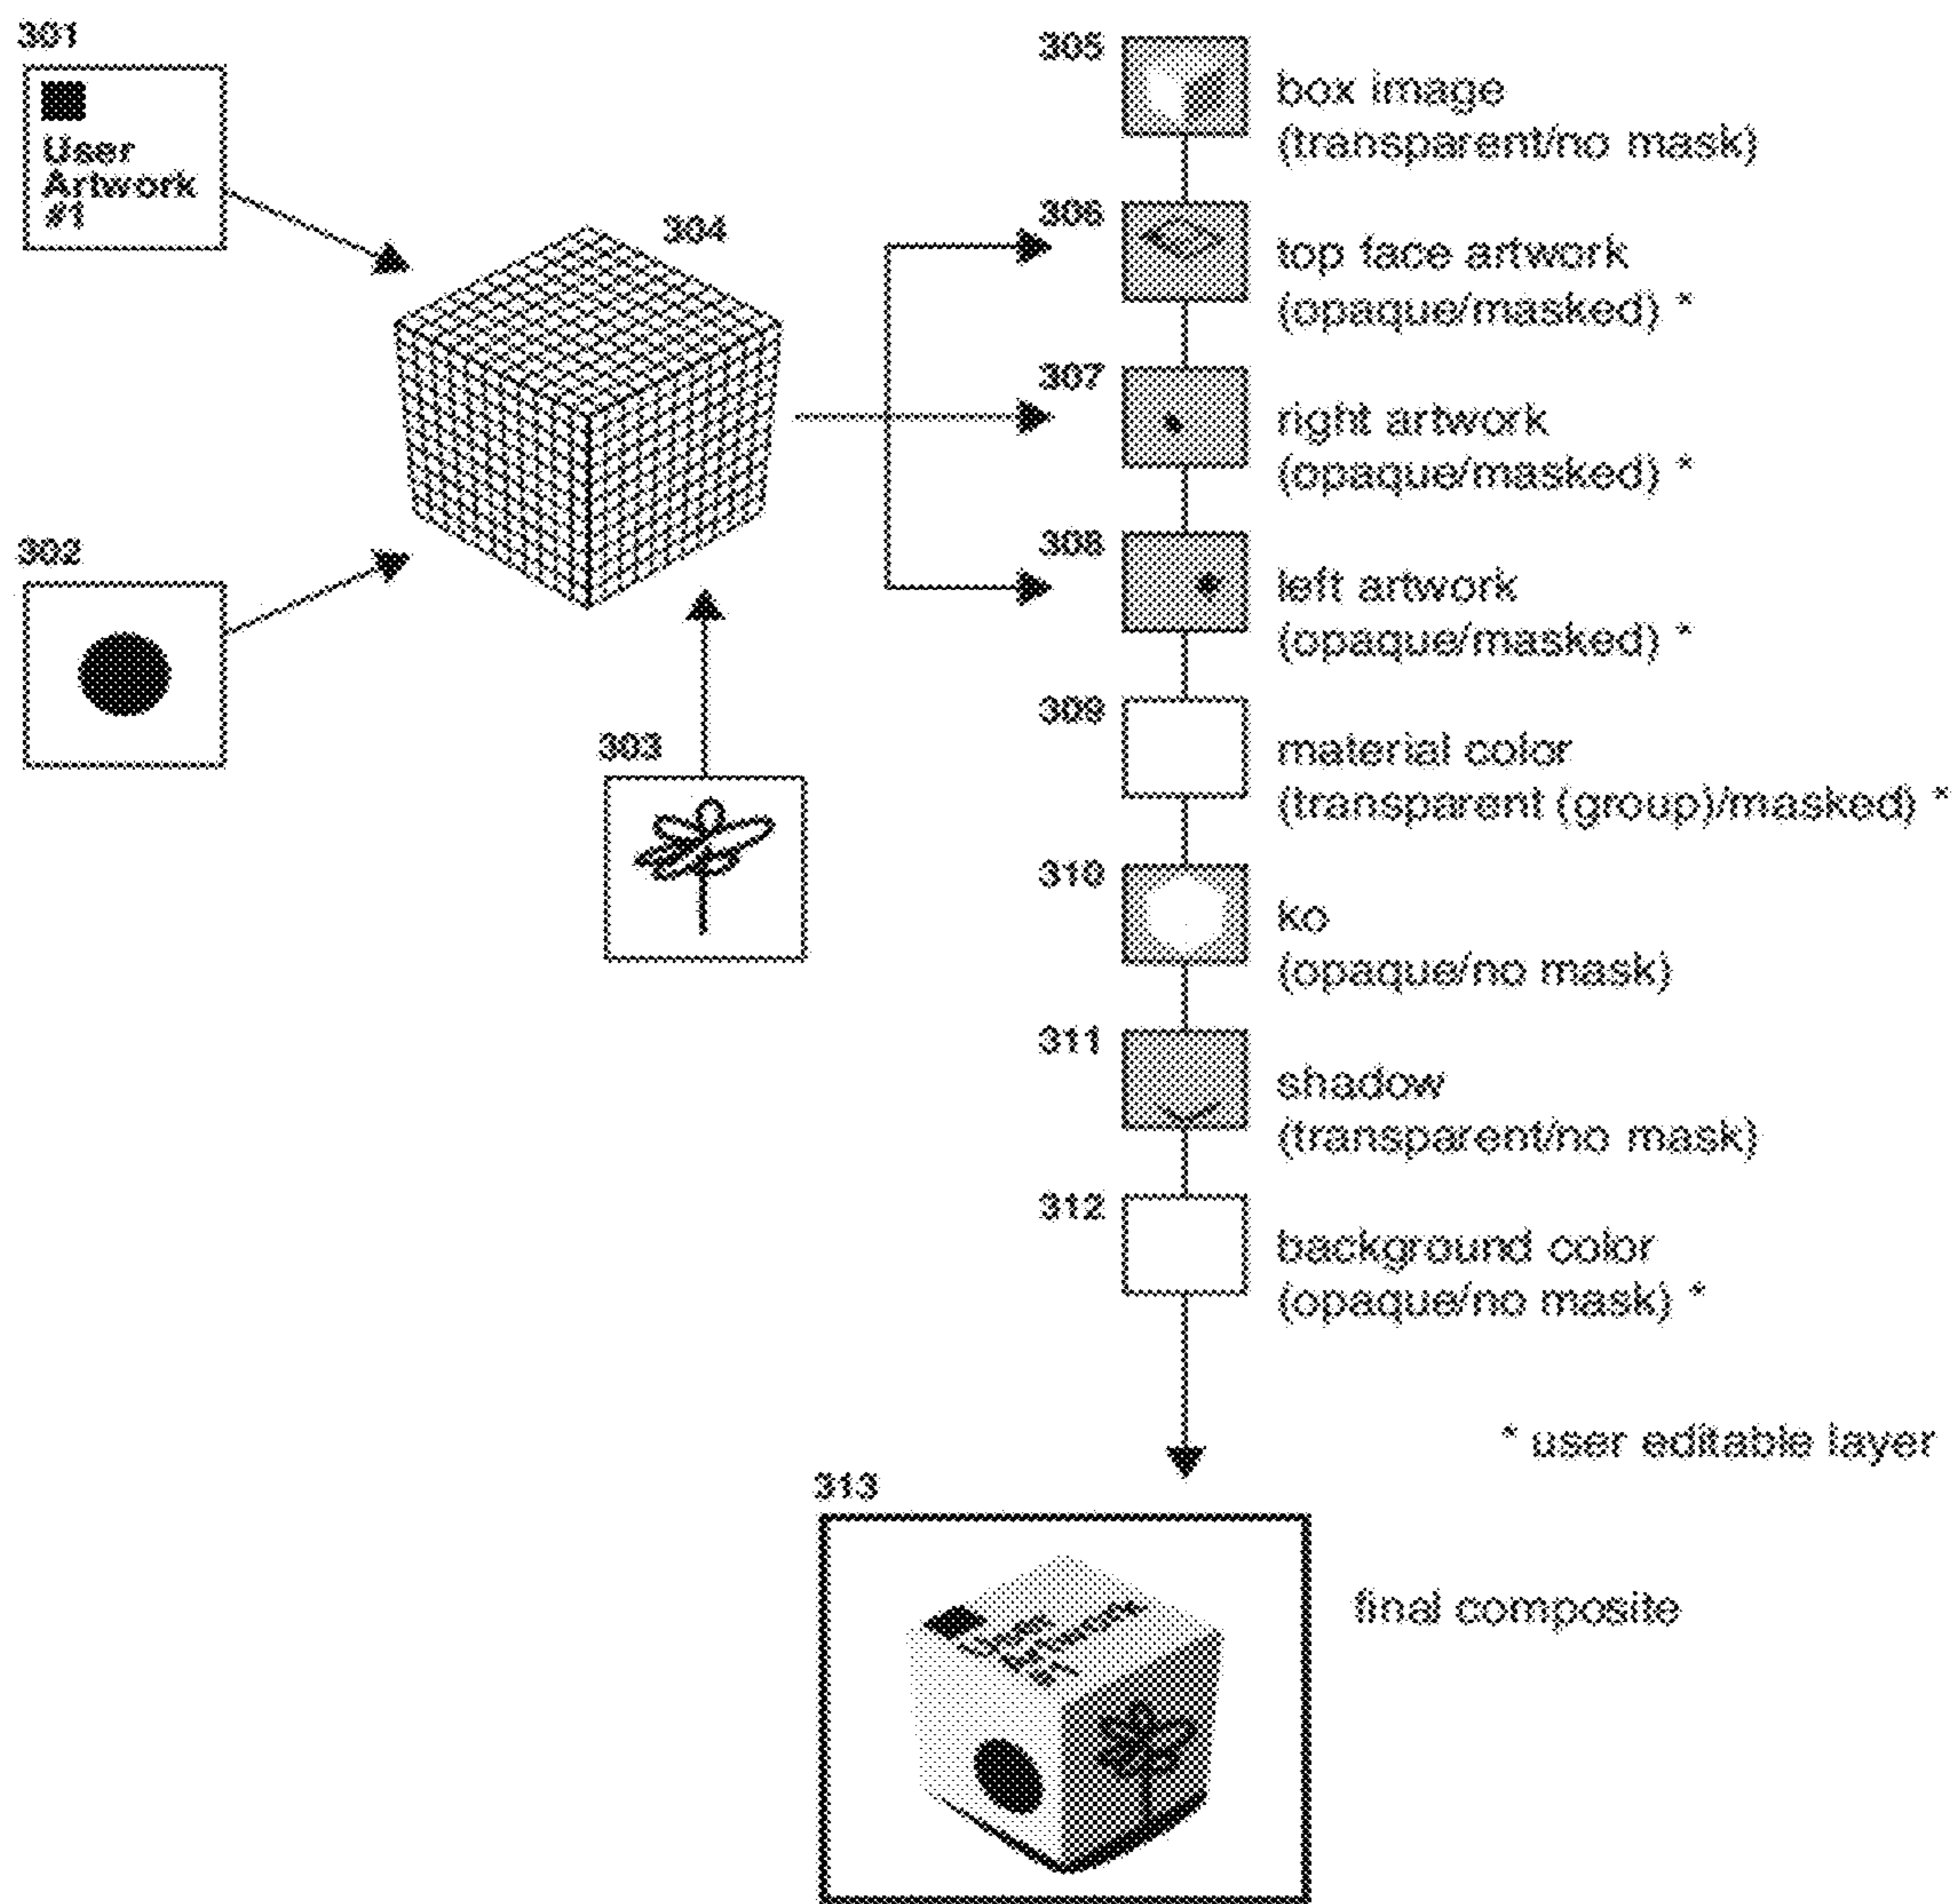 301
User
Artwork
#1
302
303
304
305
box image
(transparent/no mask)
306
top face artwork
(opaque/masked) *
307
right artwork
(opaque/masked) *
308
left artwork
(opaque/masked) *
309
material color
(transparent (group)/masked) *
310
ko
(opaque/no mask)
311
shadow
(transparent/no mask)
312
background color
(opaque/no mask) *
* user editable layer
313
final composite